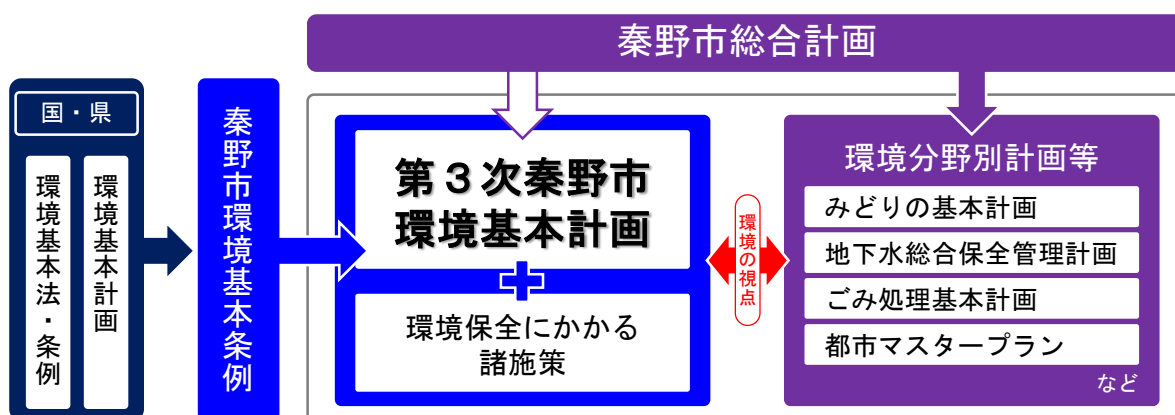 秦野市総合計画
国・県
環境基本法・条例
環境基本計画
秦野市環境基本条例
第３次秦野市
環境基本計画
環境保全にかかる
諸施策
環境の視点
環境分野別計画等
みどりの基本計画
地下水総合保全管理計画
ごみ処理基本計画
都市マスタープラン
など